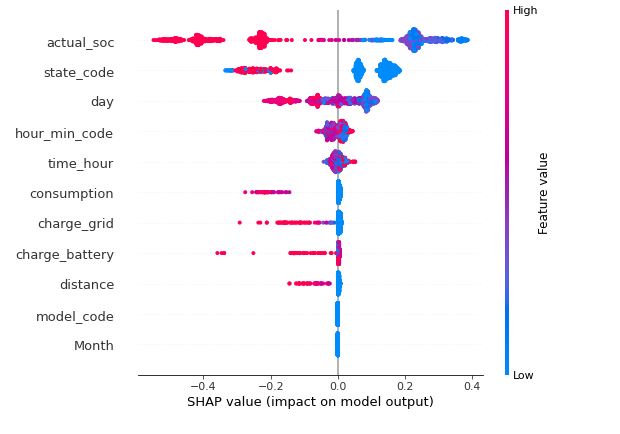 High
actual_soc
state_code
day
hour_min_code
time_hour
consumption
charge_grid
charge_battery
distance
model_code
Month
Feature value
Low
−0.4 −0.2 0.0 0.2 0.4
SHAP value (impact on model output)